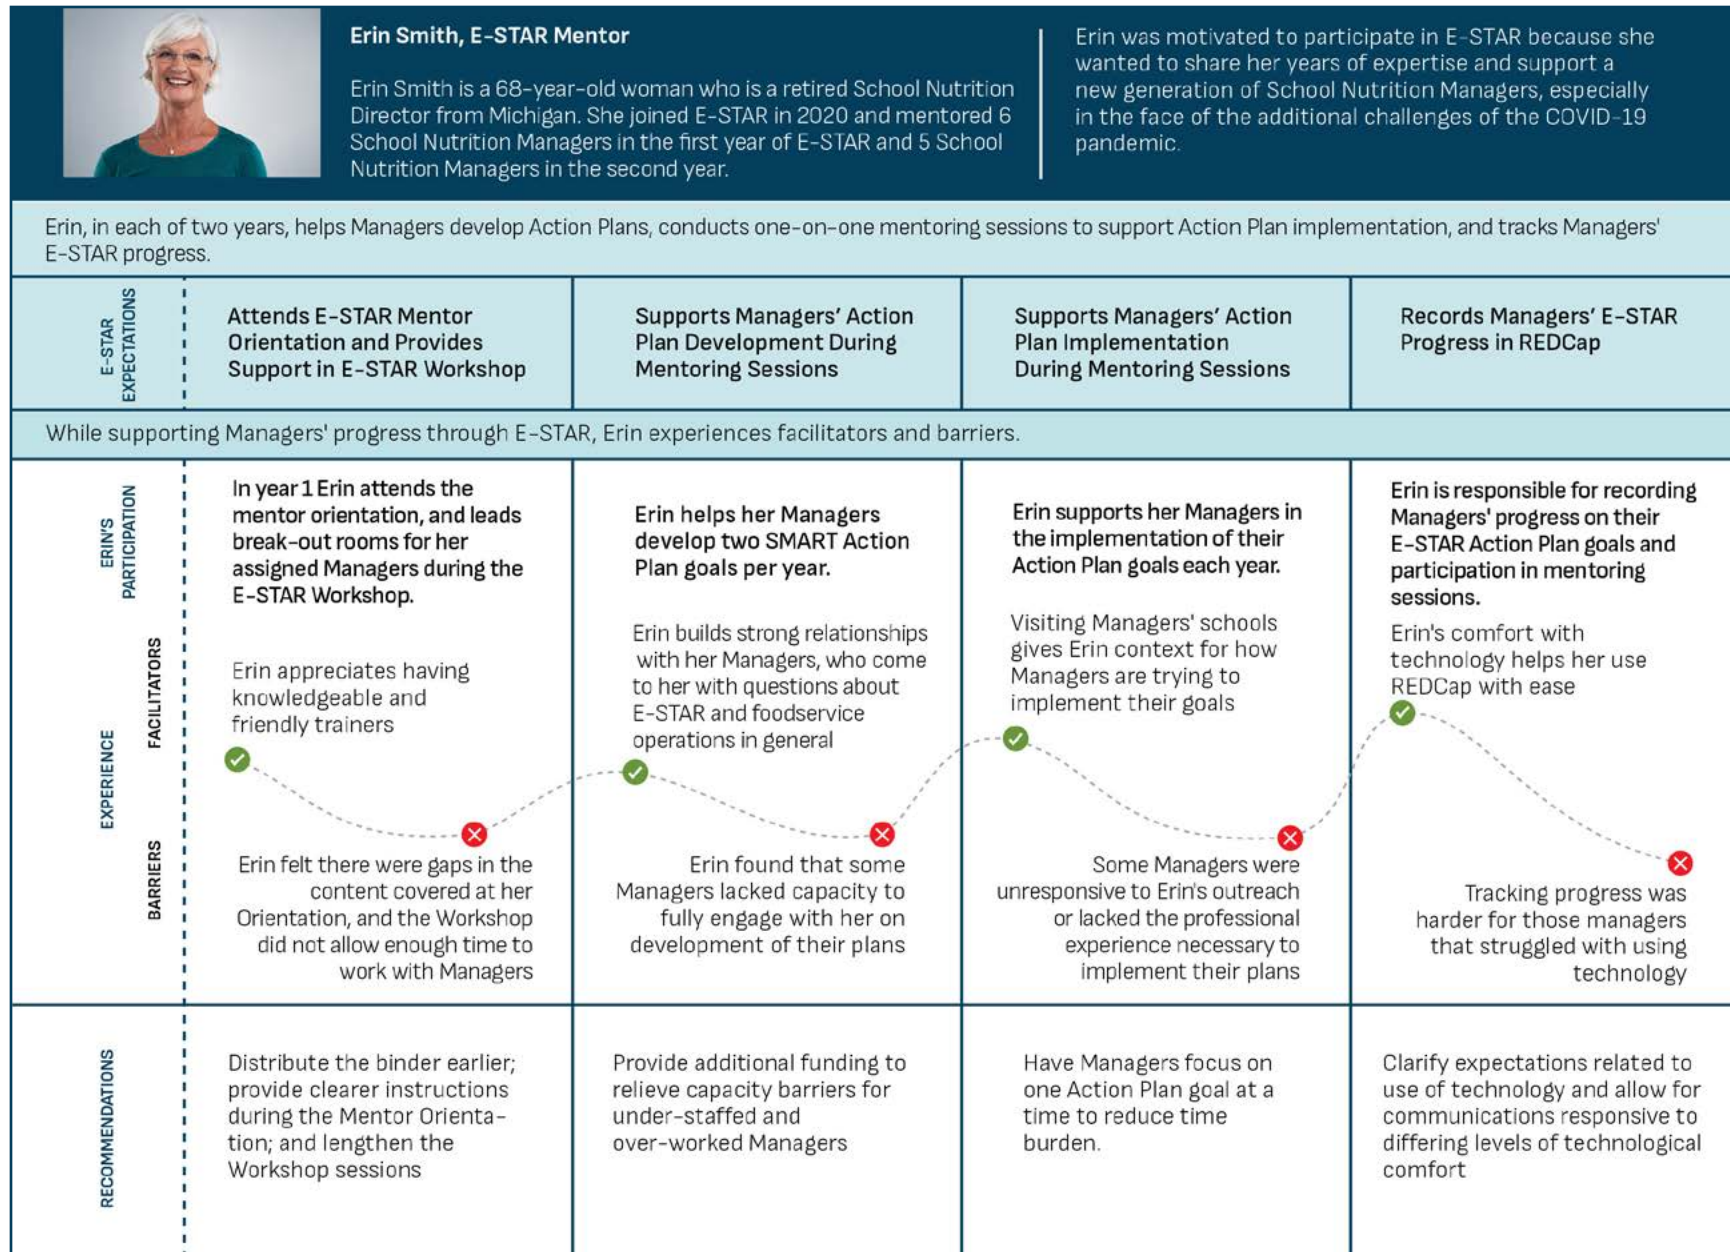 Erin Smith, E-STAR Mentor
Erin Smith is a 68-year-old woman who is a retired School Nutrition
Director from Michigan. She joined E-STAR in 2020 and mentored 6
School Nutrition Managers in the first year of E-STAR and 5 School
Nutrition Managers in the second year.
Erin was motivated to participate in E-STAR because she
wanted to share her years of expertise and support a
new generation of School Nutrition Managers, especially
in the face of the additional challenges of the COVID-19
pandemic.
Erin, in each of two years, helps Managers develop Action Plans, conducts one-on-one mentoring sessions to support Action Plan implementation, and tracks Managers'
E-STAR progress.
E-STAR
EXPECTATIONS
Attends E-STAR Mentor
Orientation and Provides
Support in E-STAR Workshop
Supports Managers' Action
Plan Development During
Mentoring Sessions
Supports Managers' Action
Plan Implementation
During Mentoring Sessions
Records Managers' E-STAR
Progress in REDCap
While supporting Managers' progress through E-STAR, Erin experiences facilitators and barriers.
ERIN'S
PARTICIPATION
In year 1 Erin attends the
mentor orientation, and leads
break-out rooms for her
assigned Managers during the
E-STAR Workshop.
Erin helps her Managers
develop two SMART Action
Plan goals per year.
Erin supports her Managers in
the implementation of their
Action Plan goals each year.
Erin is responsible for recording
Managers' progress on their
E-STAR Action Plan goals and
participation in mentoring
sessions.
EXPERIENCE
FACILITATORS
Erin appreciates having
knowledgeable and
friendly trainers
Erin builds strong relationships
with her Managers, who come
to her with questions about
E-STAR and foodservice
operations in general
Visiting Managers' schools
gives Erin context for how
Managers are trying to
implement their goals
Erin's comfort with
technology helps her use
REDCap with ease
BARRIERS
Erin felt there were gaps in the
content covered at her
Orientation, and the Workshop
did not allow enough time to
work with Managers
Erin found that some
Managers lacked capacity to
fully engage with her on
development of their plans
Some Managers were
unresponsive to Erin's outreach
or lacked the professional
experience necessary to
implement their plans
Tracking progress was
harder for those managers
that struggled with using
technology
RECOMMENDATIONS
Distribute the binder earlier;
provide clearer instructions
during the Mentor Orienta-
tion; and lengthen the
Workshop sessions
Provide additional funding to
relieve capacity barriers for
under-staffed and
over-worked Managers
Have Managers focus on
one Action Plan goal at a
time to reduce time
burden.
Clarify expectations related to
use of technology and allow for
communications responsive to
differing levels of technological
comfort